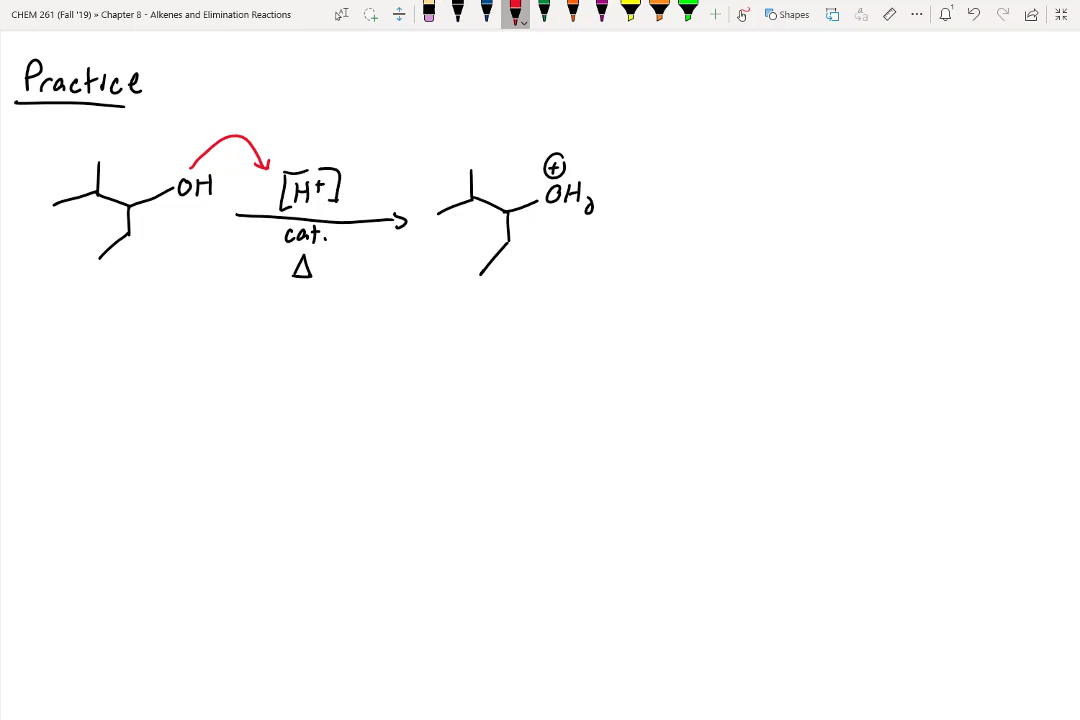 CHEM 261 (Fall '19) » Chapter 8 - Alkenes and Elimination Reactions
Shapes
Practice
OH [H+] cat. Δ
⊕
OH₂